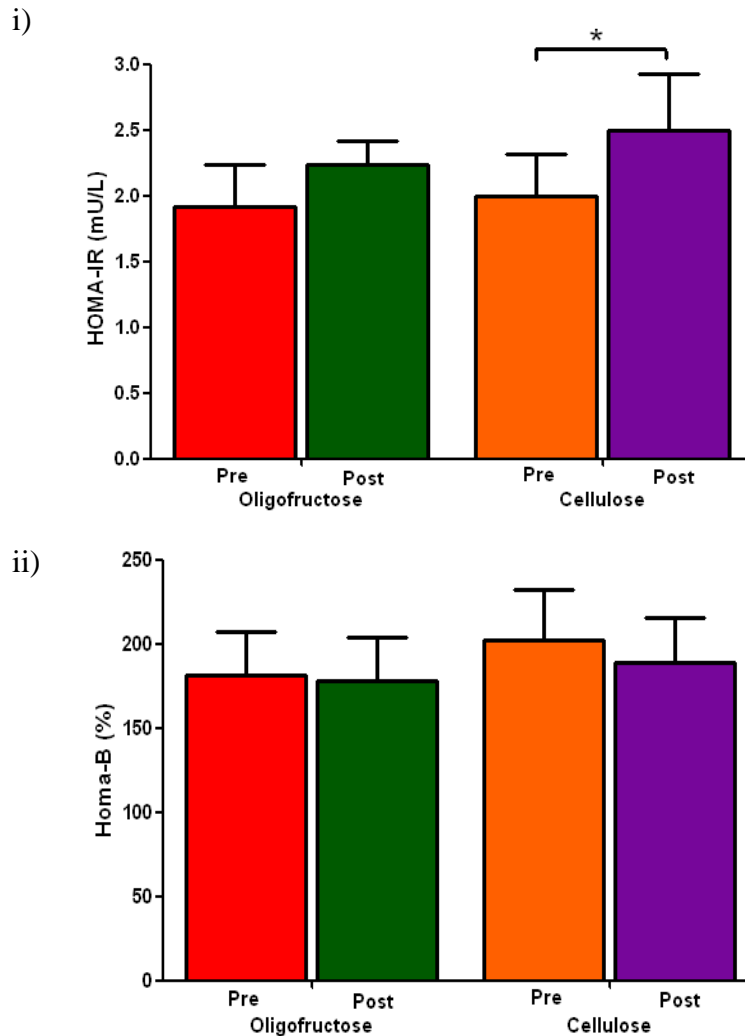 i)
*
HOMA-IR (mU/L)
3.0
2.5
2.0
1.5
1.0
0.5
0.0
Pre Post Pre Post
Oligofructose Cellulose
ii)
Homa-B (%)
250
200
150
100
50
0
Pre Post Pre Post
Oligofructose Cellulose